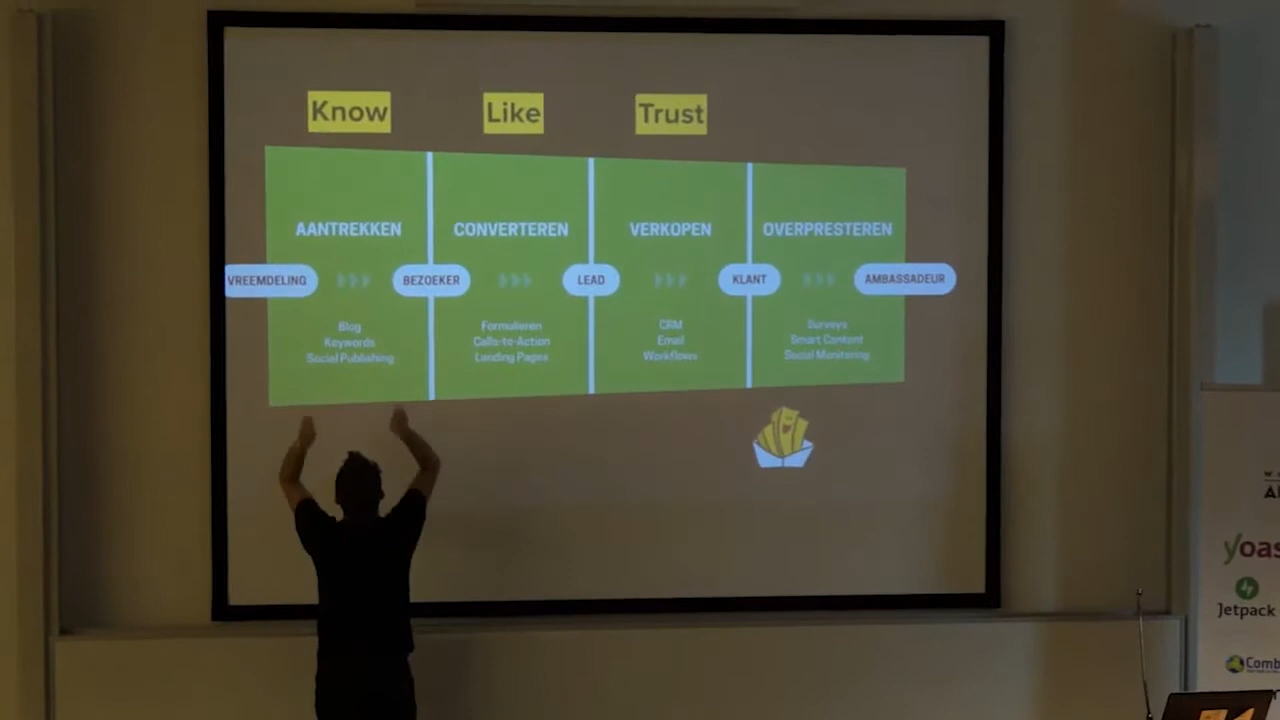 Know
Like
Trust
AANTREKKEN
CONVERTEREN
VERKOPEN
OVERPRESTEREN
VREEMDELING
BEZOEKER
LEAD
KLANT
AMBASSADEUR
Blog
Keywords
Social Publishing
Formulieren
Calls-to-Action
Landing Pages
CRM
Email
Workflows
Surveys
Smart Content
Social Monitoring
yoas
Jetpack
Comb